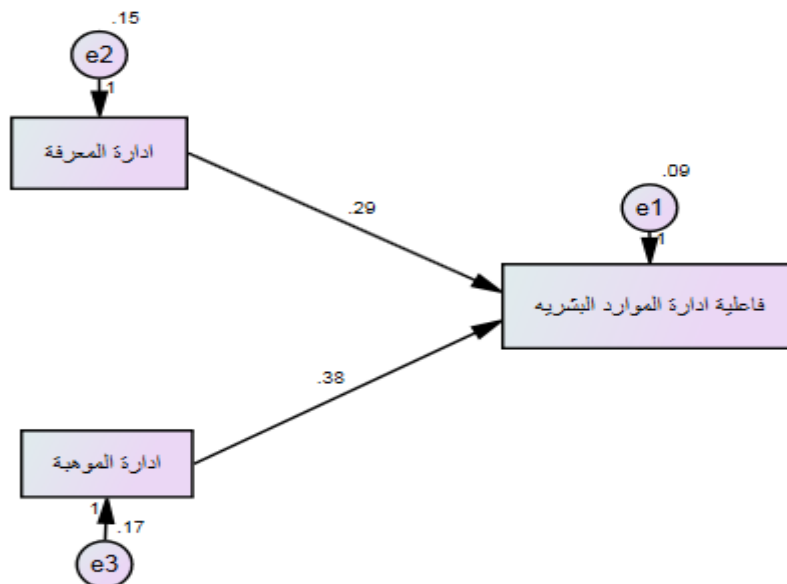 .15
e2
1
ادارة المعرفة
.09
.29
e1
1
فاعلية ادارة الموارد البشريه
.38
ادارة الموهبة
1
.17
e3